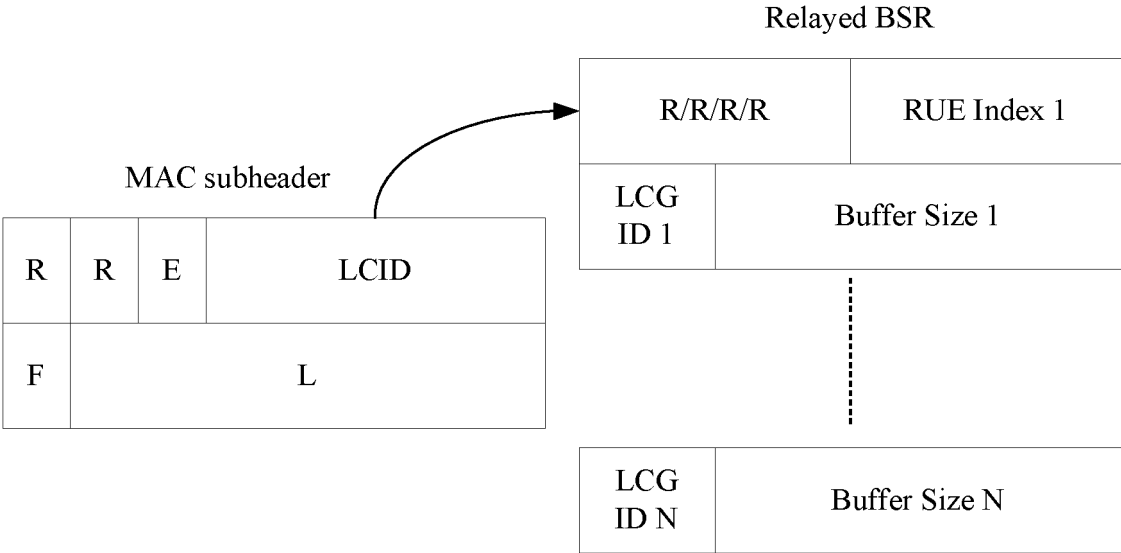 Relayed BSR
R/R/R/R
RUE Index 1
MAC subheader
LCG
ID 1
Buffer Size 1
R
R
E
LCID
F
L
LCG
ID N
Buffer Size N